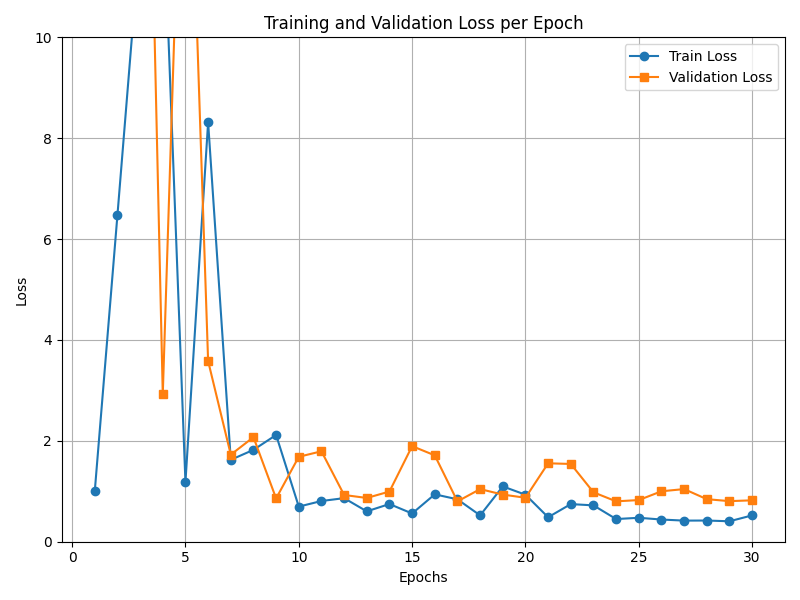 Training and Validation Loss per Epoch
Train Loss
Validation Loss
Loss
10
8
6
4
2
0
0 5 10 15 20 25 30
Epochs